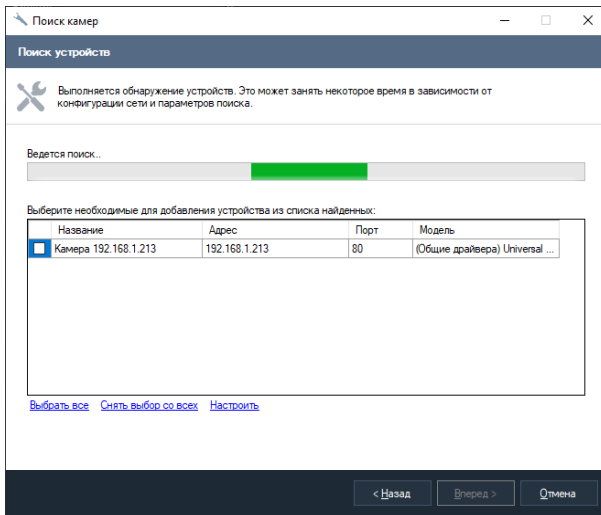 Поиск камер
Поиск устройств
Выполняется обнаружение устройств. Это может занять некоторое время в зависимости от
конфигурации сети и параметров поиска.
Ведется поиск..
Выберите необходимые для добавления устройства из списка найденных:
Название Адрес Порт Модель
Камера 192.168.1.213 192.168.1.213 80 (Общие драйвера) Universal ...
Выбрать все Снять выбор со всех Настроить
< Назад Вперед > Отмена